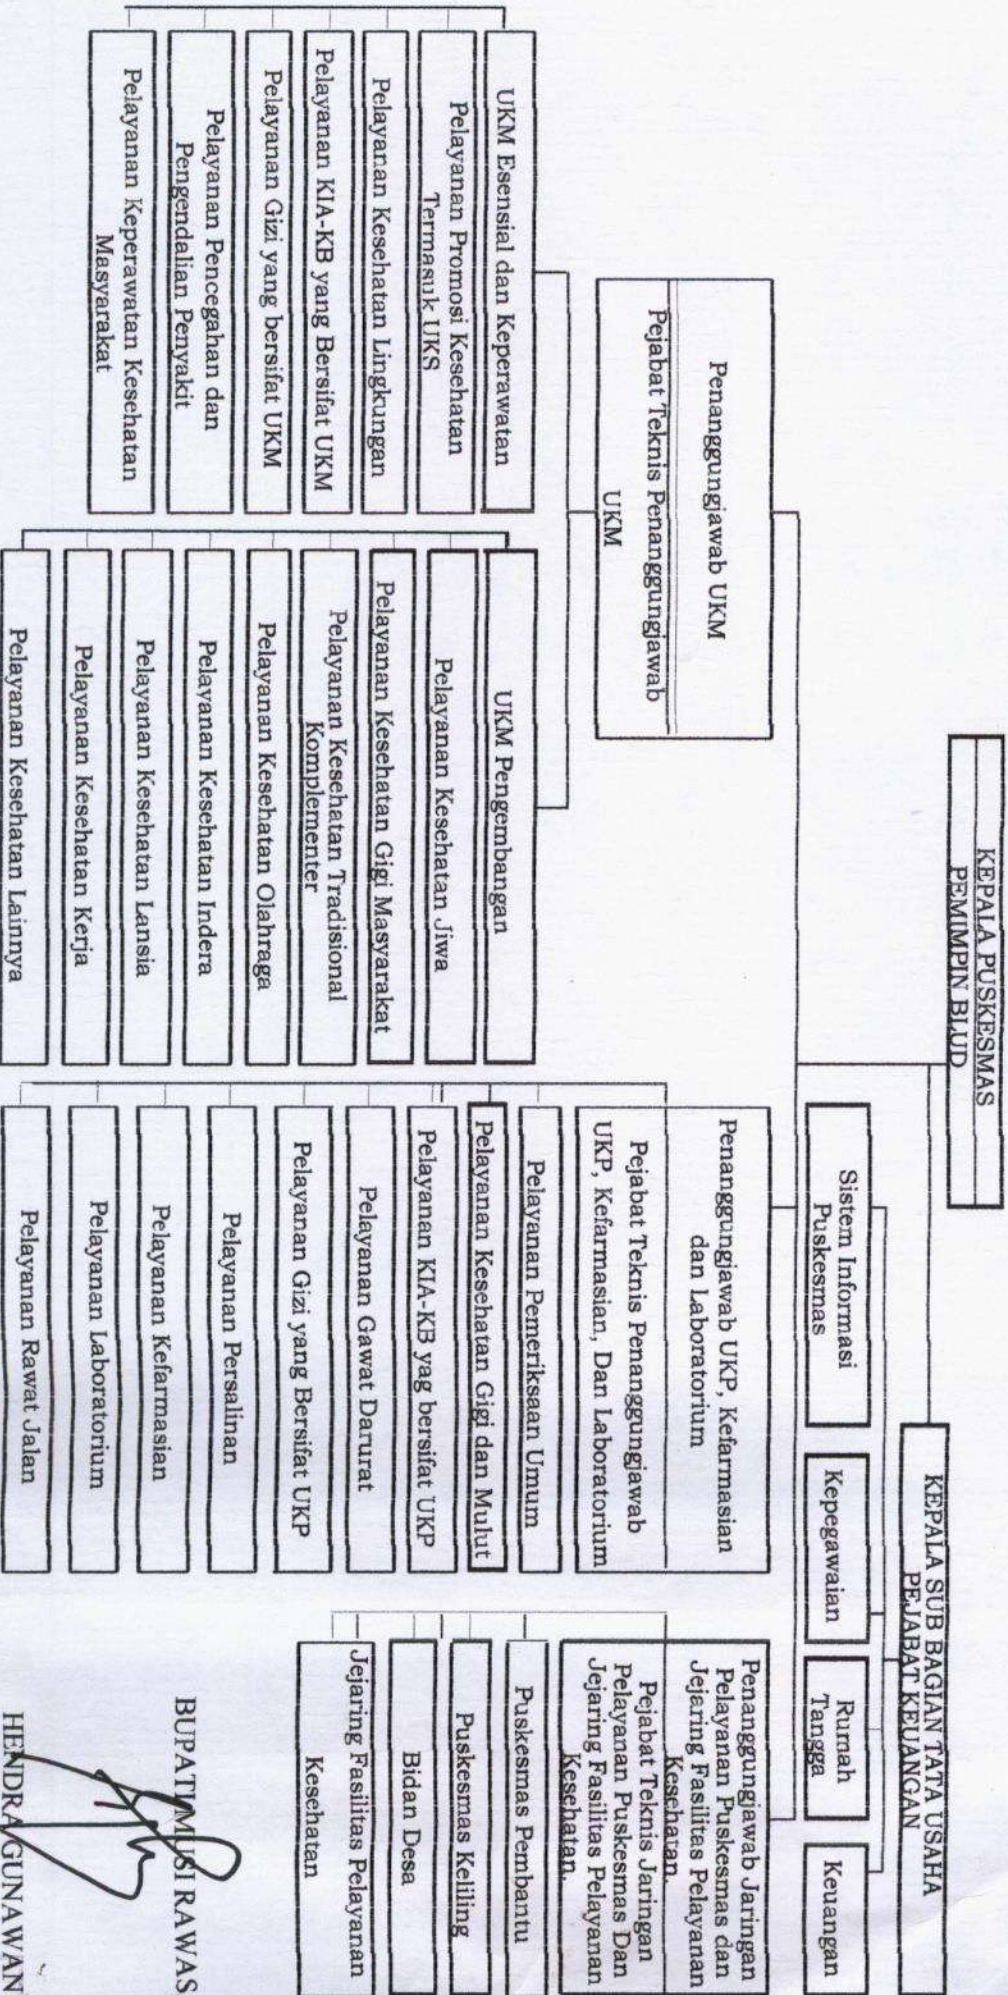 KEPALA PUSKESMAS
PEMIMPIN BLUD
KEPALA SUB BAGIAN TATA USAHA
PEJABAT KEUANGAN
Sistem Informasi
Puskesmas
Kepegawaian
Rumah
Tangga
Keuangan
Penanggungjawab UKM
Pejabat Teknis Penanggungjawab
UKM
UKM Esensial dan Keperawatan
Pelayanan Promosi Kesehatan
Termasuk UKS
Pelayanan Kesehatan Lingkungan
Pelayanan KIA-KB yang Bersifat UKM
Pelayanan Gizi yang bersifat UKM
Pelayanan Pencegahan dan
Pengendalian Penyakit
Pelayanan Keperawatan Kesehatan
Masyarakat
UKM Pengembangan
Pelayanan Kesehatan Jiwa
Pelayanan Kesehatan Gigi Masyarakat
Pelayanan Kesehatan Tradisional
Komplementer
Pelayanan Kesehatan Olahraga
Pelayanan Kesehatan Indera
Pelayanan Kesehatan Lansia
Pelayanan Kesehatan Kerja
Pelayanan Kesehatan Lainnya
Penanggungjawab UKP, Kefarmasian
dan Laboratorium
Pejabat Teknis Penanggungjawab
UKP, Kefarmasian, Dan Laboratorium
Pelayanan Pemeriksaan Umum
Pelayanan Kesehatan Gigi dan Mulut
Pelayanan KIA-KB yag bersifat UKP
Pelayanan Gawat Darurat
Pelayanan Gizi yang Bersifat UKP
Pelayanan Persalinan
Pelayanan Kefarmasian
Pelayanan Laboratorium
Pelayanan Rawat Jalan
Penanggungjawab Jaringan
Pelayanan Puskesmas dan
Jejaring Fasilitas Pelayanan
Kesehatan.
Pejabat Teknis Jaringan
Pelayanan Puskesmas Dan
Jejaring Fasilitas Pelayanan
Kesehatan.
Puskesmas Pembantu
Puskesmas Keliling
Bidan Desa
Jejaring Fasilitas Pelayanan
Kesehatan
BUPATI MUSI RAWAS
HENDRA GUNAWAN